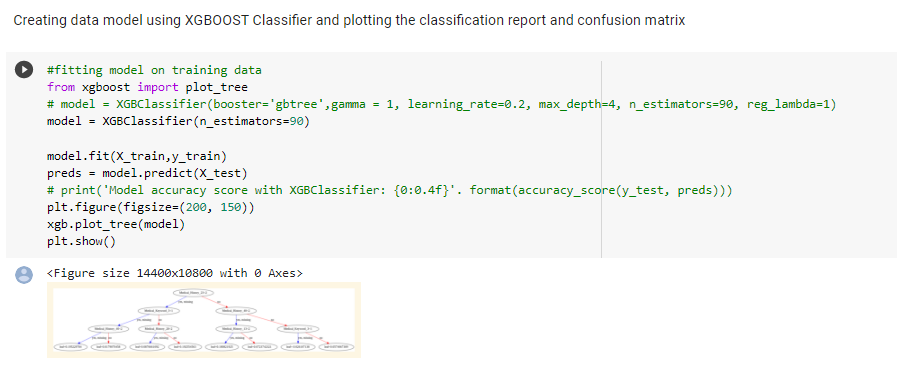 Creating data model using XGBOOST Classifier and plotting the classification report and confusion matrix
#fitting model on training data
from xgboost import plot_tree
# model = XGBClassifier(booster='gbtree',gamma = 1, learning_rate=0.2, max_depth=4, n_estimators=90, reg_lambda=1)
model = XGBClassifier(n_estimators=90)
model.fit(X_train,y_train)
preds = model.predict(X_test)
# print('Model accuracy score with XGBClassifier: {0:0.4f}'. format(accuracy_score(y_test, preds)))
plt.figure(figsize=(200, 150))
xgb.plot_tree(model)
plt.show()
<Figure size 14400x10800 with 0 Axes>